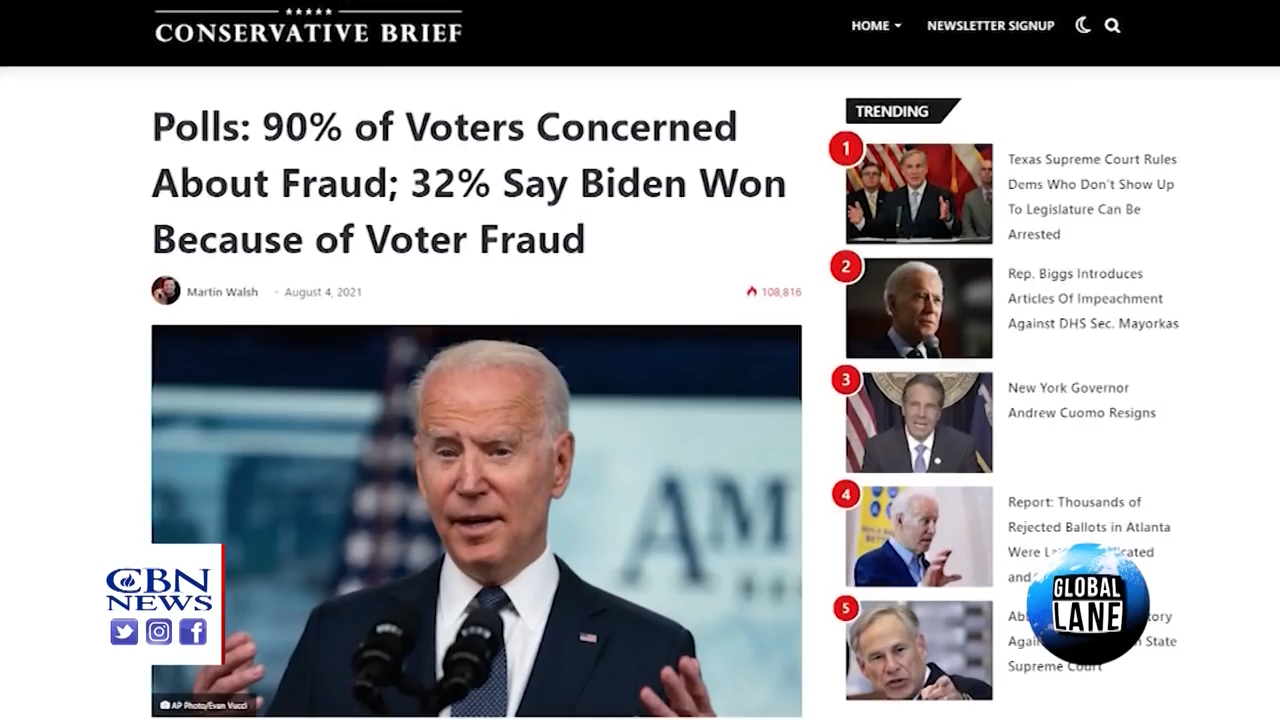 CONSERVATIVE BRIEF
HOME
NEWSLETTER SIGNUP
Polls: 90% of Voters Concerned
About Fraud; 32% Say Biden Won
Because of Voter Fraud
Martin Walsh - August 4, 2021
108,816
AM
AP Photo/Evan Vucci
CBN
NEWS
TRENDING
1
Texas Supreme Court Rules
Dems Who Don't Show Up
To Legislature Can Be
Arrested
2
Rep. Biggs Introduces
Articles Of Impeachment
Against DHS Sec. Mayorkas
3
New York Governor
Andrew Cuomo Resigns
4
Report: Thousands of
Rejected Ballots in Atlanta
Were
and
5
State
Supreme Court
GLOBAL
LANE